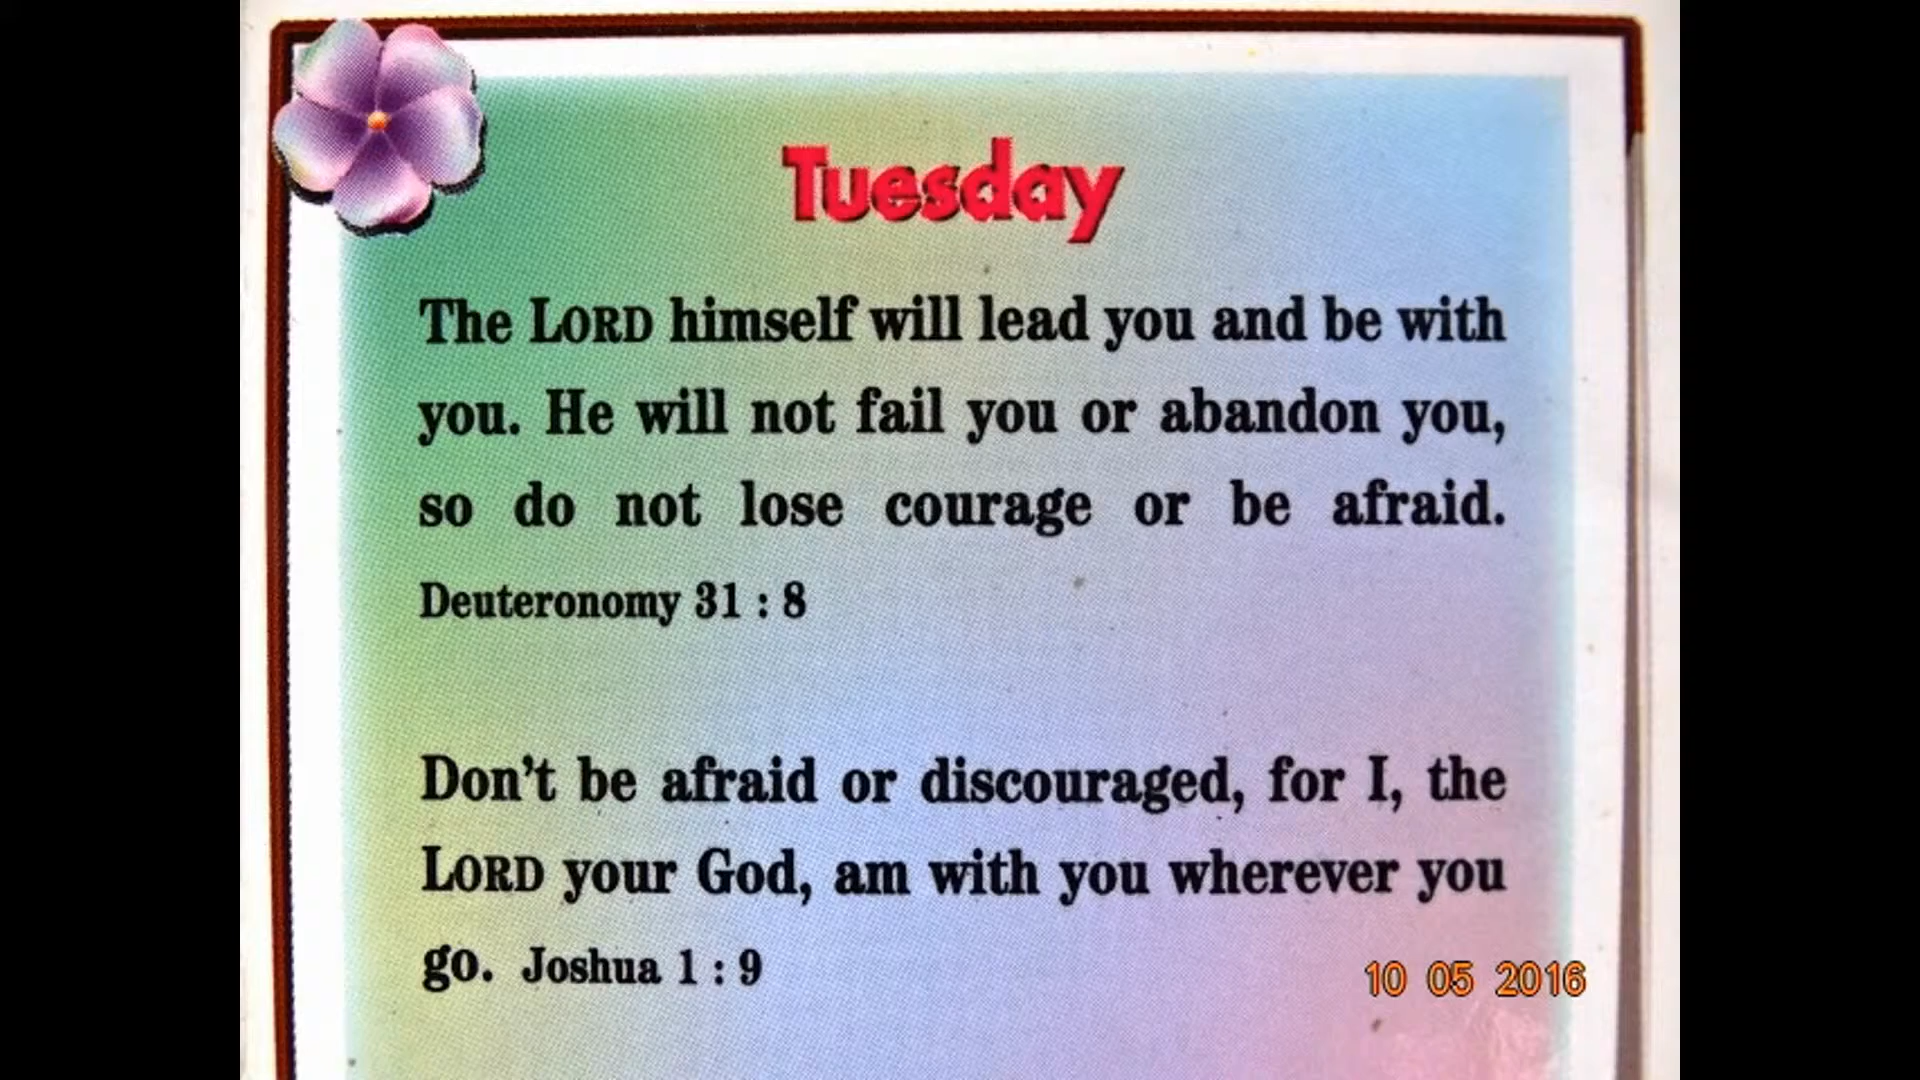 Tuesday
The LORD himself will lead you and be with
you. He will not fail you or abandon you,
so do not lose courage or be afraid.
Deuteronomy 31 : 8
Don't be afraid or discouraged, for I, the
LORD your God, am with you wherever you
go. Joshua 1 : 9
10 05 2016